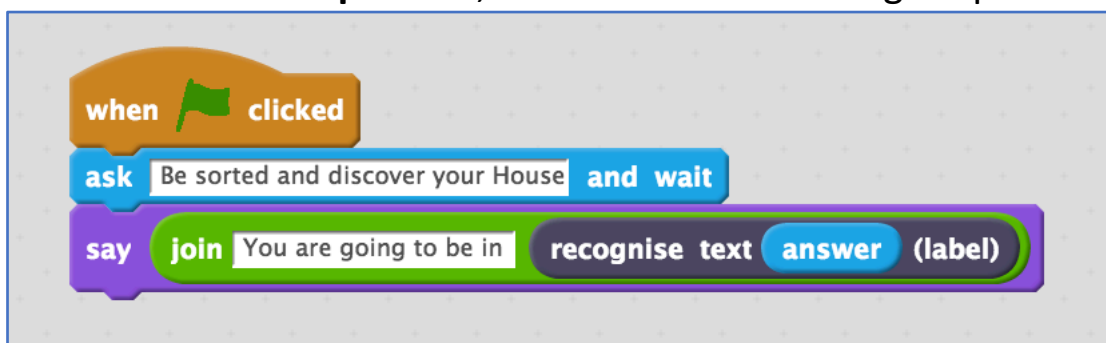 when clicked
ask Be sorted and discover your House and wait
say join You are going to be in recognise text answer (label)